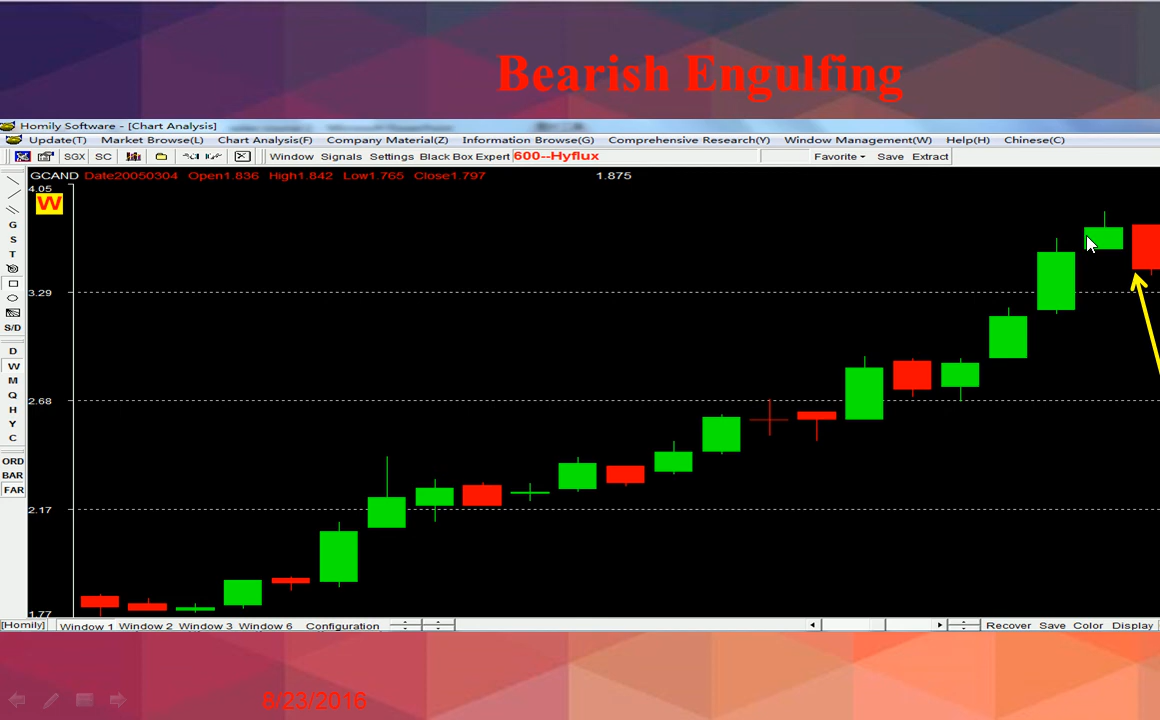 Bearish Engulfing
Homily Software - [Chart Analysis]
Update(T) Market Browse(L) Chart Analysis(F) Company Material(Z) Information Browse(G) Comprehensive Research(Y) Window Management(W) Help(H) Chinese(C)
SGX SC Window Signals Settings Black Box Expert 600--Hyflux Favorite Save Extract
GCAND Date20050304 Open1.836 High1.842 Low1.765 Close1.797 1.875
4.05
W
G
S
T
3.29
S/D
D
W
M
2.68
Q
H
Y
C
ORD
BAR
FAR
2.17
1.77
[Homily] Window 1 Window 2 Window 3 Window 6 Configuration Recover Save Color Display
8/23/2016